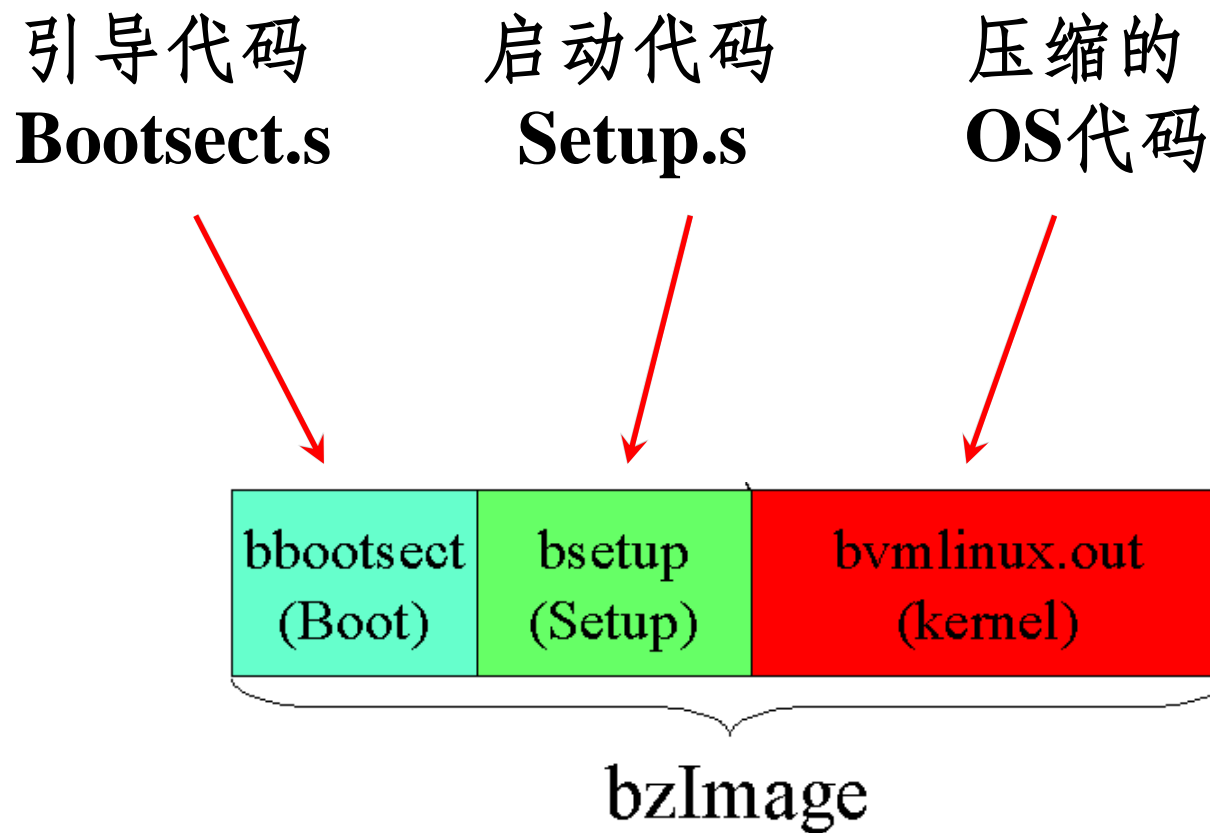 引导代码
Bootsect.s
启动代码
Setup.s
压缩的
OS代码
bbootsect
(Boot)
bsetup
(Setup)
bvmlinux.out
(kernel)
bzImage